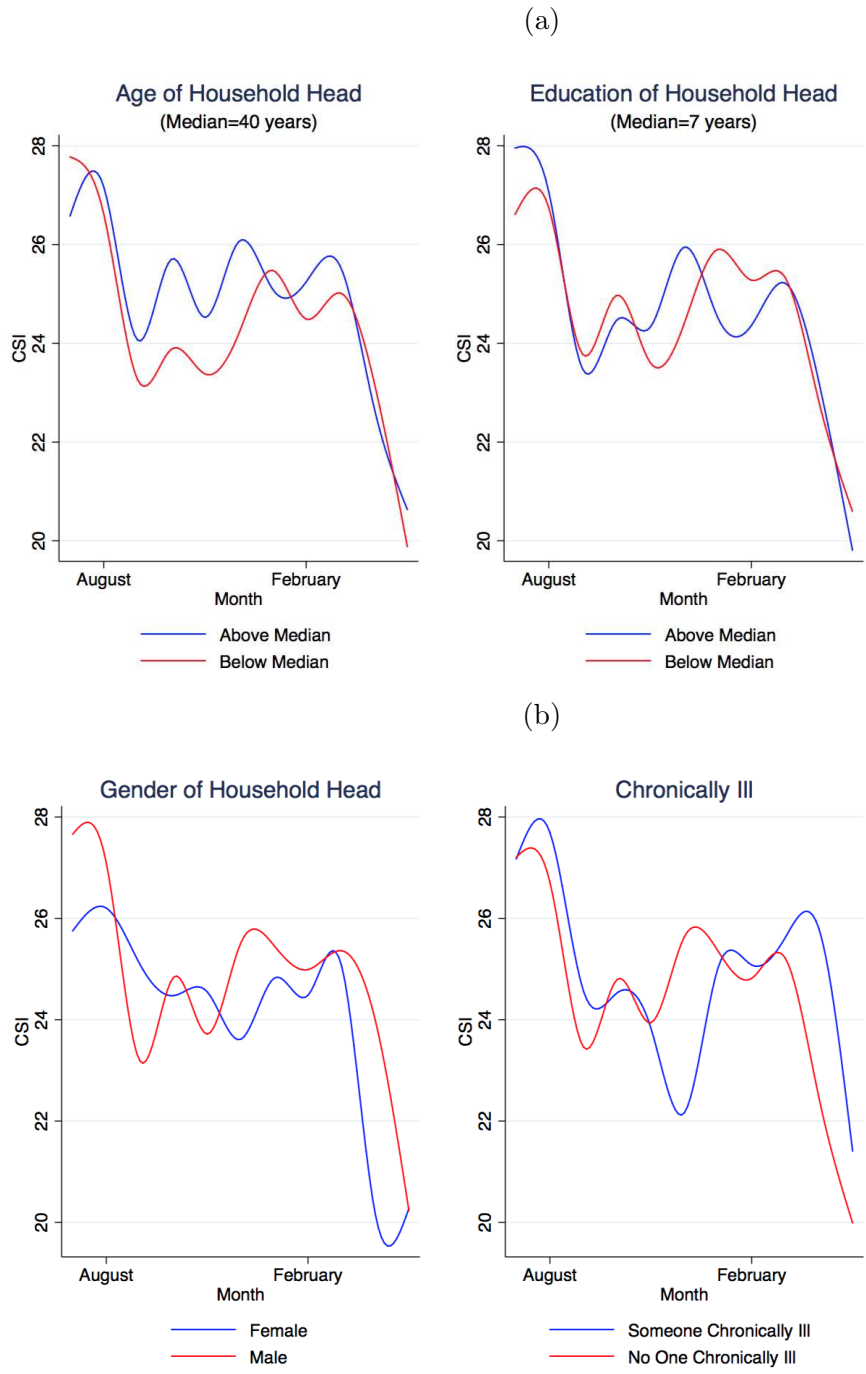 (a)
Age of Household Head
(Median=40 years)
28
26
24
22
20
CSI
August
February
Month
Above Median
Below Median
Education of Household Head
(Median=7 years)
28
26
24
22
20
CSI
August
February
Month
Above Median
Below Median
(b)
Gender of Household Head
28
26
24
22
20
CSI
August
February
Month
Female
Male
Chronically Ill
28
26
24
22
20
CSI
August
February
Month
Someone Chronically Ill
No One Chronically Ill